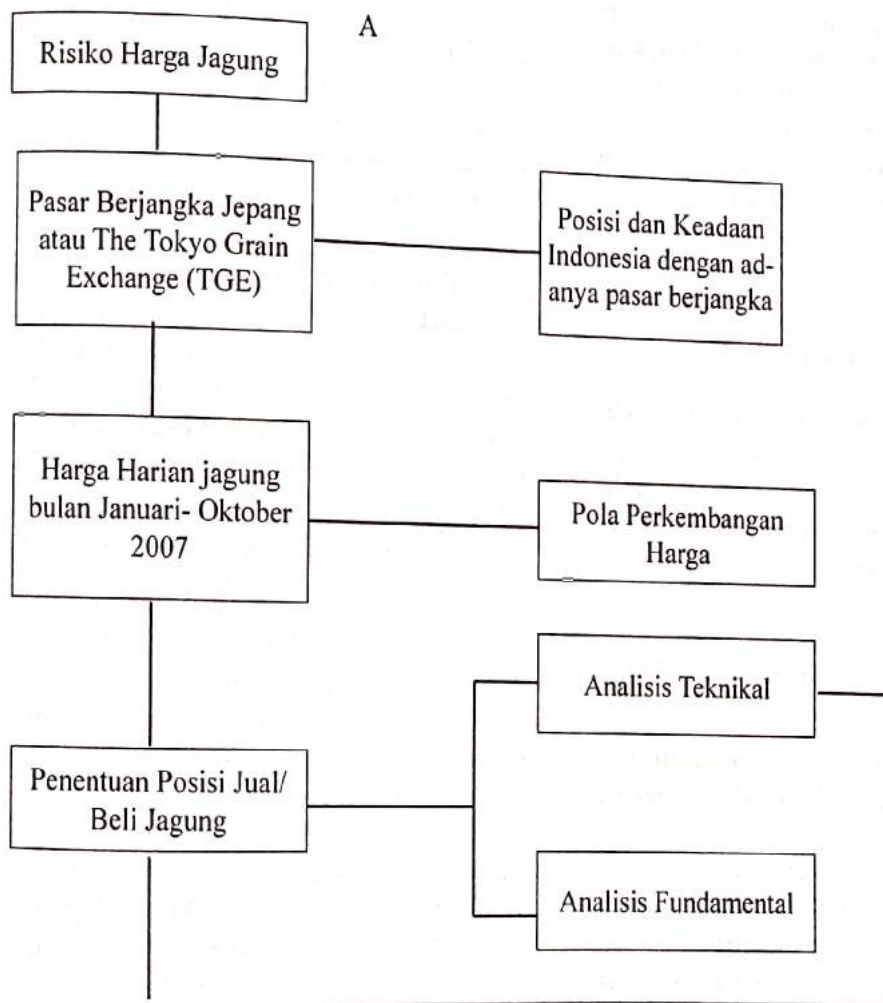 A
Risiko Harga Jagung
Pasar Berjangka Jepang
atau The Tokyo Grain
Exchange (TGE)
Posisi dan Keadaan
Indonesia dengan ad-
anya pasar berjangka
Harga Harian jagung
bulan Januari- Oktober
2007
Pola Perkembangan
Harga
Analisis Teknikal
Penentuan Posisi Jual/
Beli Jagung
Analisis Fundamental